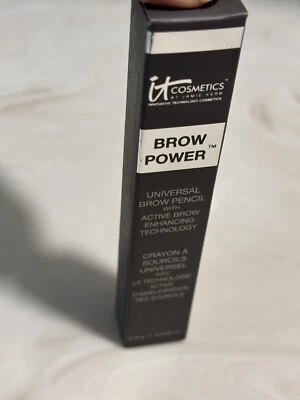 it COSMETICS™
BY JAMIE KERN
INNOVATIVE TECHNOLOGY COSMETICS
BROW
POWER™
UNIVERSAL
BROW PENCIL
WITH
ACTIVE BROW
ENHANCING
TECHNOLOGY
CRAYON À
SOURCILS
UNIVERSEL
AVEC
LA TECHNOLOGIE
ACTIVE
D'AMÉLIORATION
DES SOURCILS